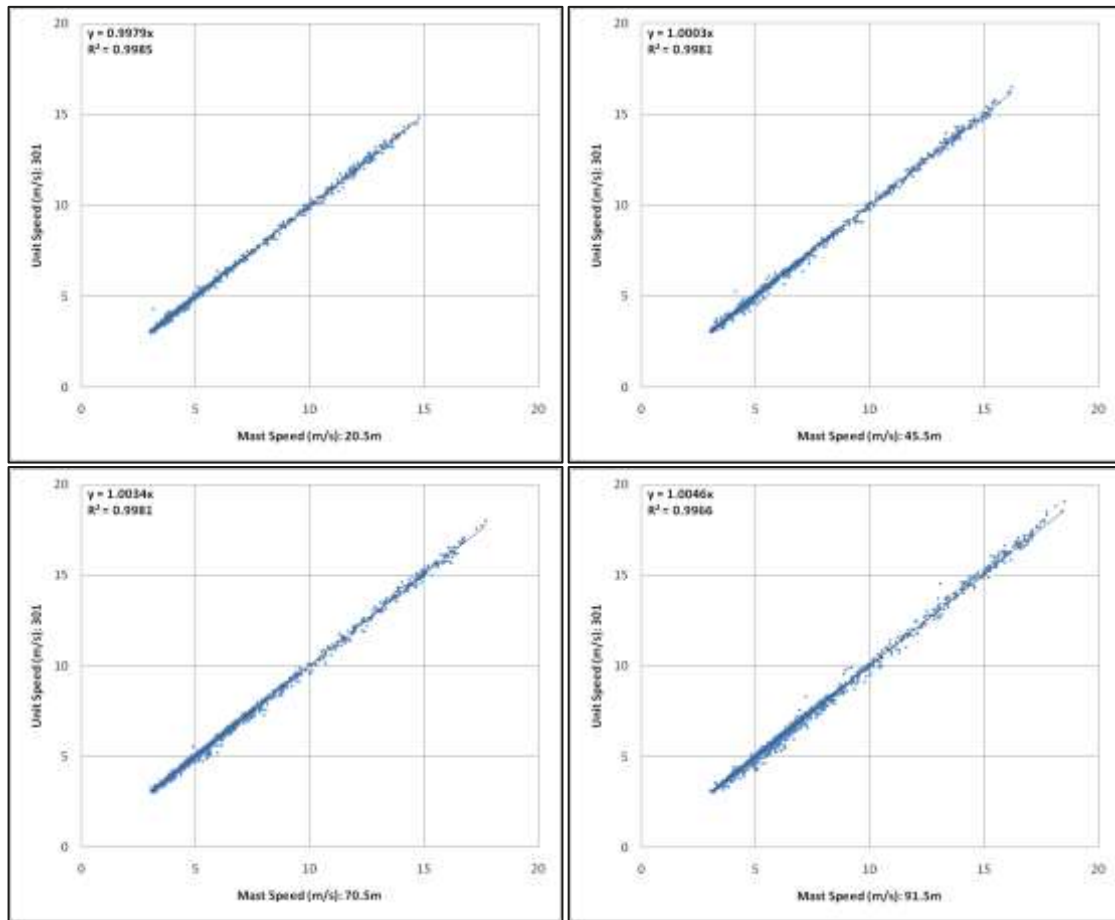 y = 0.9979x
R² = 0.9985
20
15
10
5
0
Unit Speed (m/s): 301
0 5 10 15 20
Mast Speed (m/s): 20.5m
y = 1.0003x
R² = 0.9981
20
15
10
5
0
Unit Speed (m/s): 301
0 5 10 15 20
Mast Speed (m/s): 45.5m
y = 1.0034x
R² = 0.9981
20
15
10
5
0
Unit Speed (m/s): 301
0 5 10 15 20
Mast Speed (m/s): 70.5m
y = 1.0046x
R² = 0.9966
20
15
10
5
0
Unit Speed (m/s): 301
0 5 10 15 20
Mast Speed (m/s): 91.5m